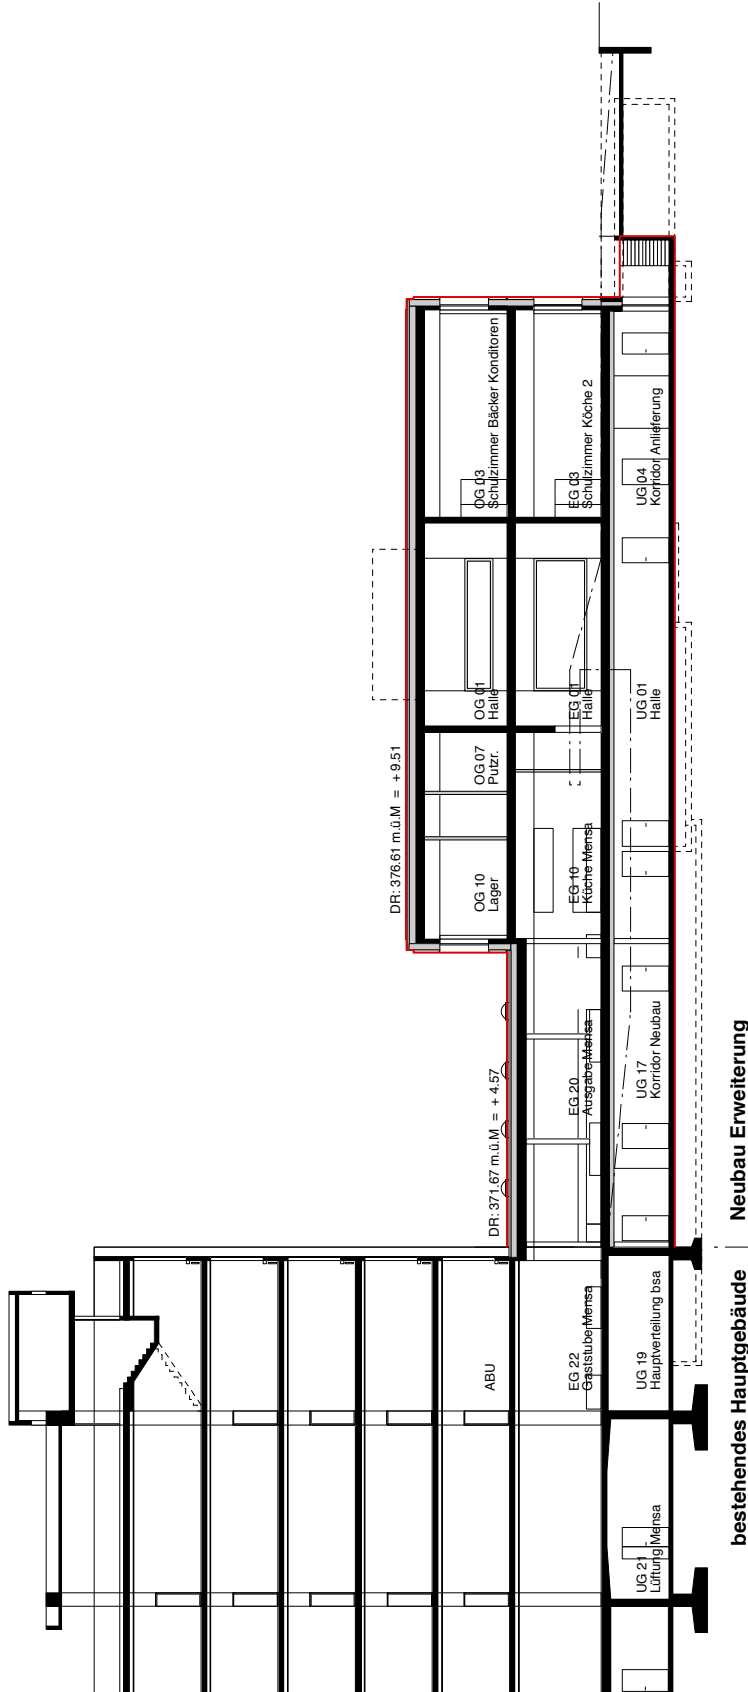 DR: 376.61 m.ü.M = + 9.51
DR: 371.67 m.ü.M = + 4.57
OG 10
Lager
OG 07
Putzr.
OG 01
Halle
OG 03
Schulzimmer Bäcker Konditoren
ABU
EG 22
Gaststube Mensa
EG 20
Ausgabe Mensa
EG 10
Küche Mensa
EG 01
Halle
EG 03
Schulzimmer Köche 2
UG 21
Lüftung Mensa
UG 19
Hauptverteilung bsa
UG 17
Korridor Neubau
UG 01
Halle
UG 04
Korridor Anlieferung
bestehendes Hauptgebäude
Neubau Erweiterung